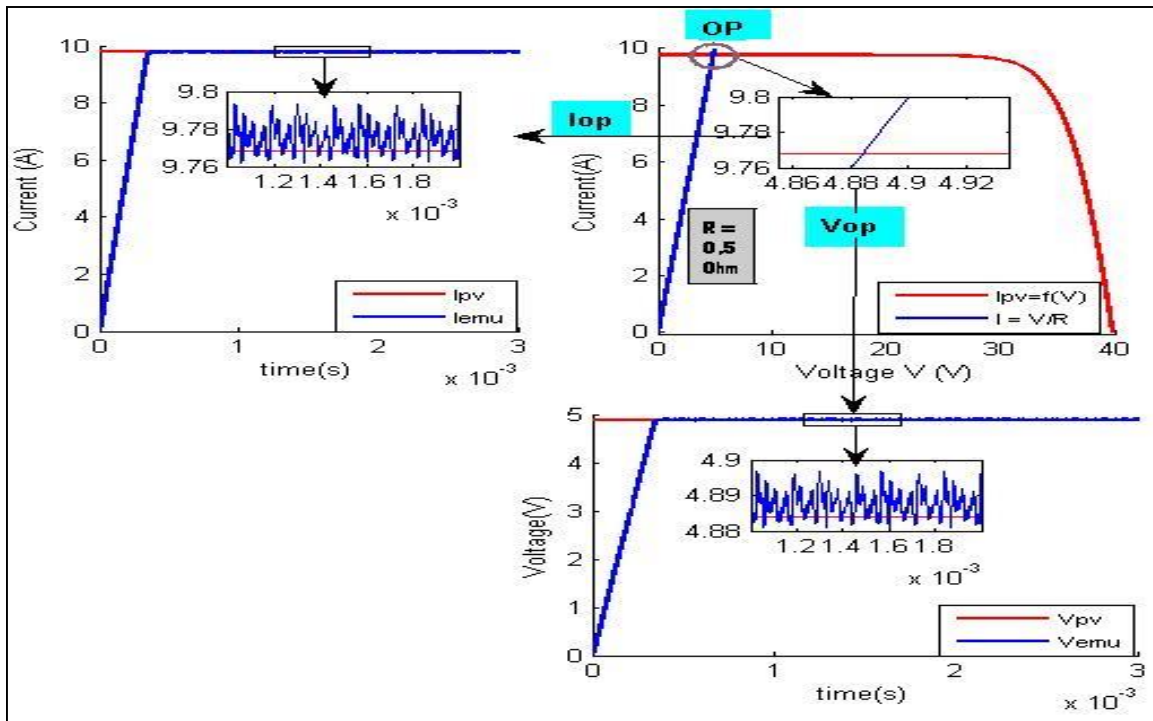 10
8
6
4
2
0
Current (A)
9.8
9.78
9.76
1.2 1.4 1.6 1.8
x 10⁻³
Ipv
Iemu
0 1 2 3
time(s)
x 10⁻³
OP
Iop
10
8
6
4
2
0
Current(A)
9.8
9.78
9.76
4.86 4.88 4.9 4.92
R =
0,5
Ohm
Vop
Ipv=f(V)
I = V/R
0 10 20 30 40
Voltage V (V)
5
4
3
2
1
0
Voltage(V)
4.9
4.89
4.88
1.2 1.4 1.6 1.8
x 10⁻³
Vpv
Vemu
0 1 2 3
time(s)
x 10⁻³